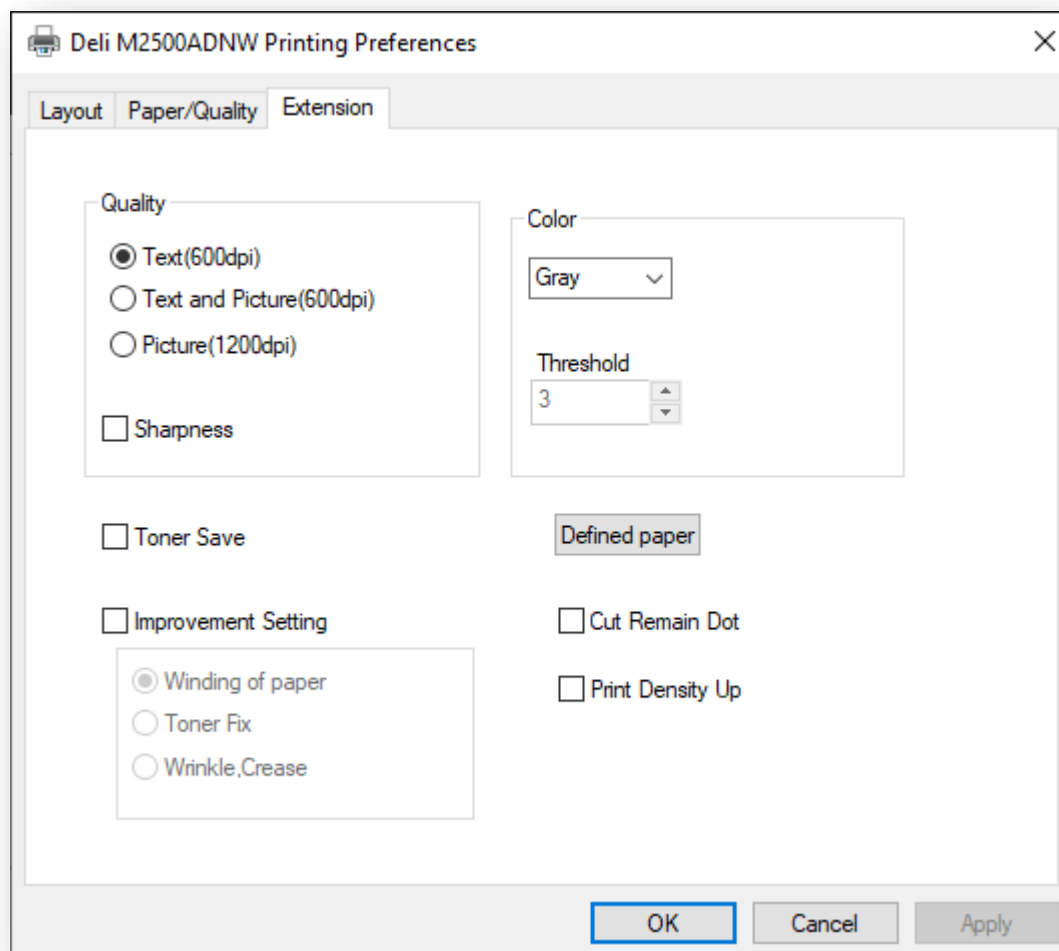 Deli M2500ADNW Printing Preferences
Layout Paper/Quality Extension
Quality
Text(600dpi)
Text and Picture(600dpi)
Picture(1200dpi)
Sharpness
Color
Gray
Threshold
3
Toner Save
Defined paper
Improvement Setting
Winding of paper
Toner Fix
Wrinkle,Crease
Cut Remain Dot
Print Density Up
OK Cancel Apply